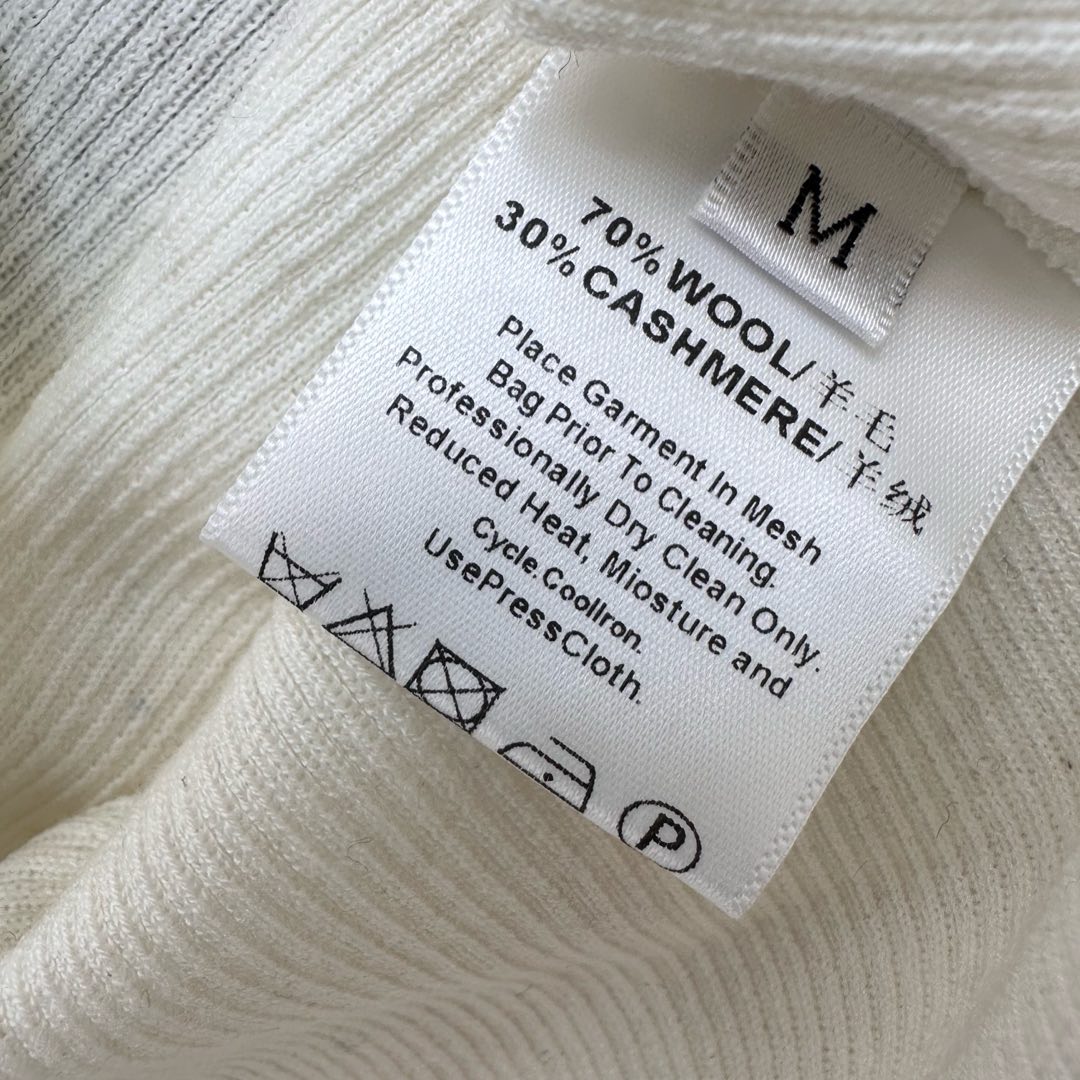 M
70% WOOL/羊毛
30% CASHMERE/羊绒
Place Garment In Mesh
Bag Prior To Cleaning.
Professionally Dry Clean Only.
Reduced Heat, Miosture and
Cycle.CoolIron.
UsePressCloth.
P